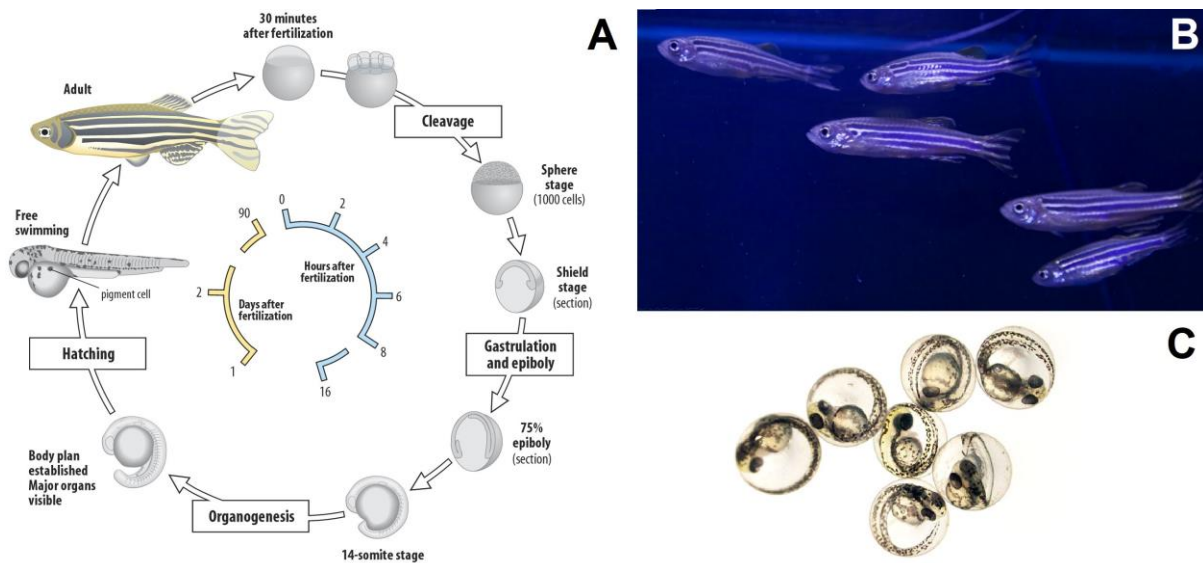 A
30 minutes
after fertilization
Adult
Cleavage
Sphere
stage
(1000 cells)
Free
swimming
pigment cell
90
0
2
4
Hours after
fertilization
6
8
16
2
Days after
fertilization
1
Shield
stage
(section)
Gastrulation
and epiboly
Hatching
75%
epiboly
(section)
Body plan
established
Major organs
visible
Organogenesis
14-somite stage
B
C